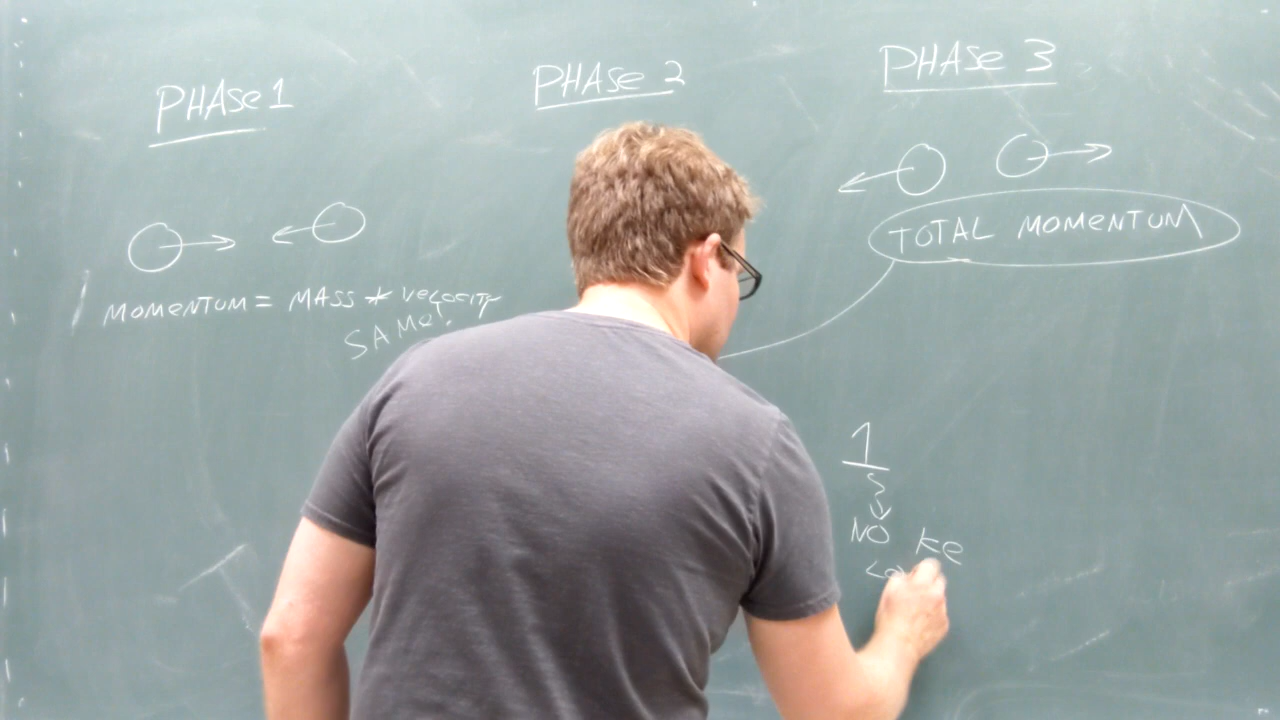 PHASe 1
MOMENTUM = MASS * VeLOCITY
SAMe!
PHASe 2
PHASe 3
TOTAL MOMENTUM
1
NO
Ke